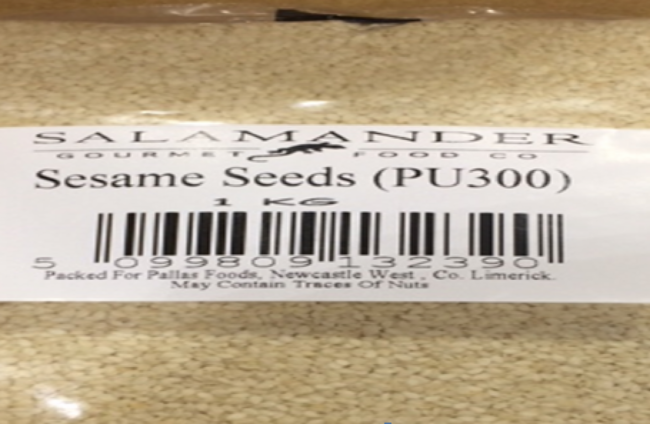 SALAMANDER
GOURMET FOOD CO
Sesame Seeds (PU300)
1 KG
5 099809 132390
Packed For Pallas Foods, Newcastle West , Co. Limerick.
May Contain Traces Of Nuts